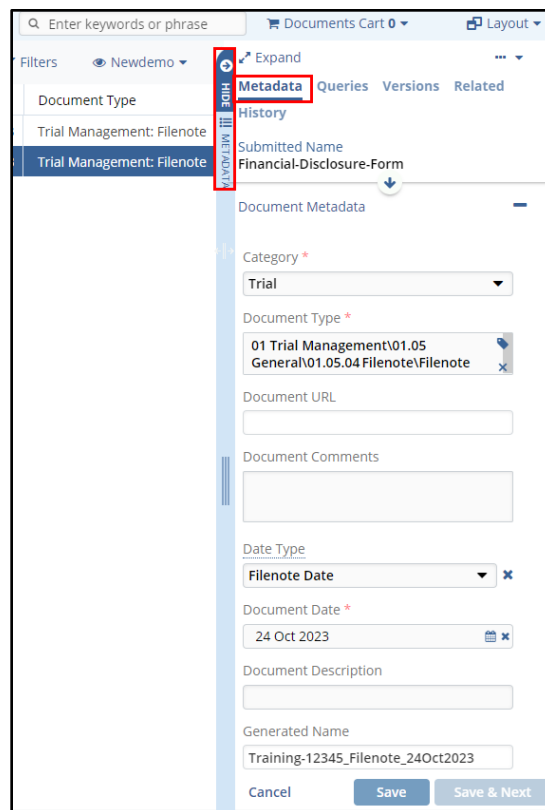 Enter keywords or phrase
Documents Cart 0
Layout
Filters
Newdemo
Document Type
Trial Management: Filenote
Trial Management: Filenote
HIDE
METADATA
Expand
Metadata Queries Versions Related
History
Submitted Name
Financial-Disclosure-Form
Document Metadata
Category *
Trial
Document Type *
01 Trial Management\01.05
General\01.05.04 Filenote\Filenote
Document URL
Document Comments
Date Type
Filenote Date
Document Date *
24 Oct 2023
Document Description
Generated Name
Training-12345_Filenote_24Oct2023
Cancel Save Save & Next